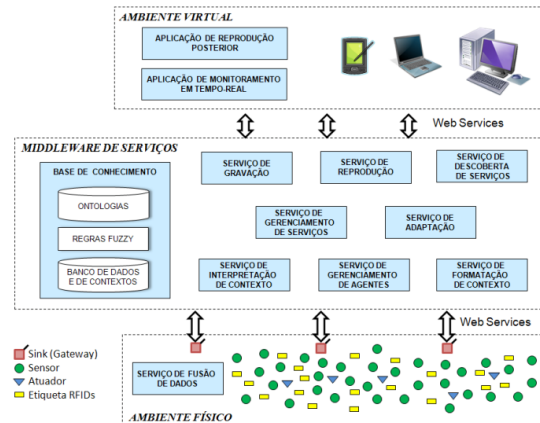 AMBIENTE VIRTUAL
APLICAÇÃO DE REPRODUÇÃO
POSTERIOR
APLICAÇÃO DE MONITORAMENTO
EM TEMPO-REAL
Web Services
MIDDLEWARE DE SERVIÇOS
BASE DE CONHECIMENTO
ONTOLOGIAS
REGRAS FUZZY
BANCO DE DADOS
E DE CONTEXTOS
SERVIÇO DE
GRAVAÇÃO
SERVIÇO DE
REPRODUÇÃO
SERVIÇO DE
DESCOBERTA
DE SERVIÇOS
SERVIÇO DE
GERENCIAMENTO
DE SERVIÇOS
SERVIÇO DE
ADAPTAÇÃO
SERVIÇO DE
INTERPRETAÇÃO
DE CONTEXTO
SERVIÇO DE
GERENCIAMENTO
DE AGENTES
SERVIÇO DE
FORMATAÇÃO
DE CONTEXTO
Web Services
Sink (Gateway)
Sensor
Atuador
Etiqueta RFIDs
SERVIÇO DE FUSÃO
DE DADOS
AMBIENTE FÍSICO